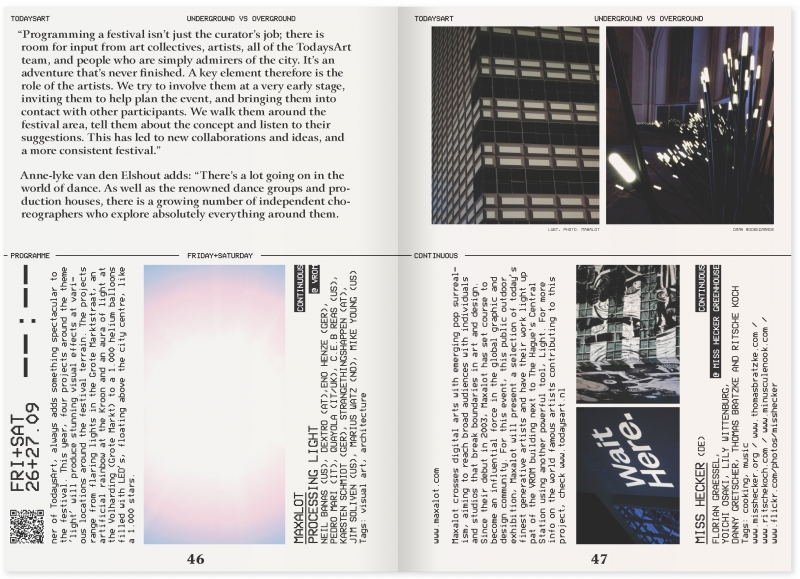 TODAYSART
UNDERGROUND VS OVERGROUND
“Programming a festival isn’t just the curator’s job; there is
room for input from art collectives, artists, all of the TodaysArt
team, and people who are simply admirers of the city. It’s an
adventure that’s never finished. A key element therefore is the
role of the artists. We try to involve them at a very early stage,
inviting them to help plan the event, and bringing them into
contact with other participants. We walk them around the
festival area, tell them about the concept and listen to their
suggestions. This has led to new collaborations and ideas, and
a more consistent festival.”
Anne-lyke van den Elshout adds: “There’s a lot going on in the
world of dance. As well as the renowned dance groups and pro-
duction houses, there is a growing number of independent cho-
reographers who explore absolutely everything around them.
PROGRAMME
FRIDAY+SATURDAY
FRI+SAT
26+27.09
--:--
ner of TodaysArt, always adds something spectacular to
the festival. This year, four projects around the theme
'light' will produce stunning visual effects at vari-
ous locations around the festival terrain. The projects
range from flaring lights in the Grote Marktstraat, an
artificial rainbow at the Kroon and an aura of light at
the Volharding (Grote Markt) to a 1.000 helium balloons
filled with LED's, floating above the city centre, like
a 1.000 stars.
MAXALOT
CONTINUOUS
PROCESSING LIGHT
@ VROM
NEIL BANAS (US), DEXTRO (AT), ENO HENZE (GER),
PEDRO MARI (IT), QUAYOLA (IT/UK), C.E.B REAS (US),
KARSTEN SCHMIDT (GER), STRANGETHINGSHAPPEN (AT),
JIM SOLIVEN (US), MARIUS WATZ (NO), MIKE YOUNG (US)
Tags: visual art, architecture
46
TODAYSART
UNDERGROUND VS OVERGROUND
CONTINUOUS
www.maxalot.com
Maxalot crosses digital arts with emerging pop surreal-
ism, aiming to reach broad audiences with individuals
and studios that break boundaries in art and design.
Since their debut in 2003, Maxalot has set course to
become an influential force in the global graphic and
design community. For this event, this public outdoor
exhibition, Maxalot will present a selection of today's
finest generative artists and have their work light up
pat of the VROM building next to The Hague's Central
Station using another powerful tool, Light! For more
info on the world famous artists contributing to this
project, check www.todaysart.nl
Wait
Here.
MISS HECKER (DE)
CONTINUOUS
@ MISS HECKER GREENHOUSE
FLORIAN GRAESSEL,
YOICHI OSAKI, LILY WITTENBURG,
DANNY GRETSCHER, THOMAS BRATZKE AND RITSCHE KOCH
Tags: cooking, music
www.misshecker.org / www.thomasbratzke.com /
www.ritschekoch.com / www.minusculenook.com /
www.flickr.com/photos/misshecker
47